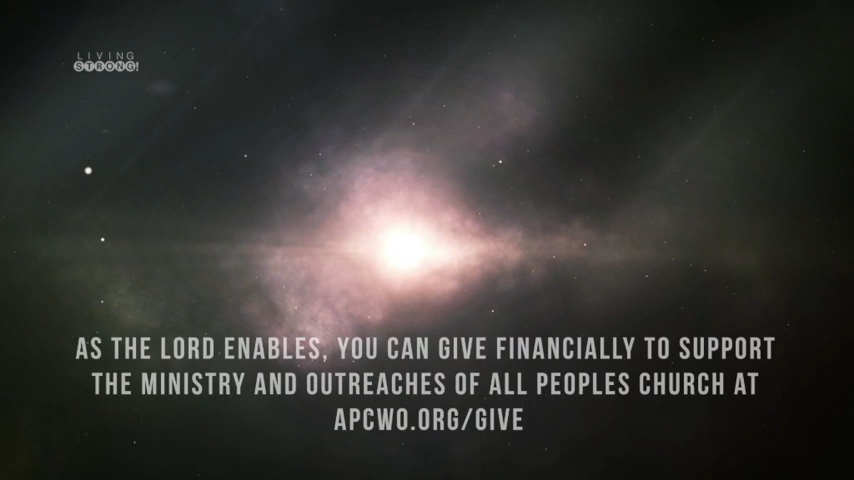 LIVING
STRONG!
AS THE LORD ENABLES, YOU CAN GIVE FINANCIALLY TO SUPPORT
THE MINISTRY AND OUTREACHES OF ALL PEOPLES CHURCH AT
APCWO.ORG/GIVE